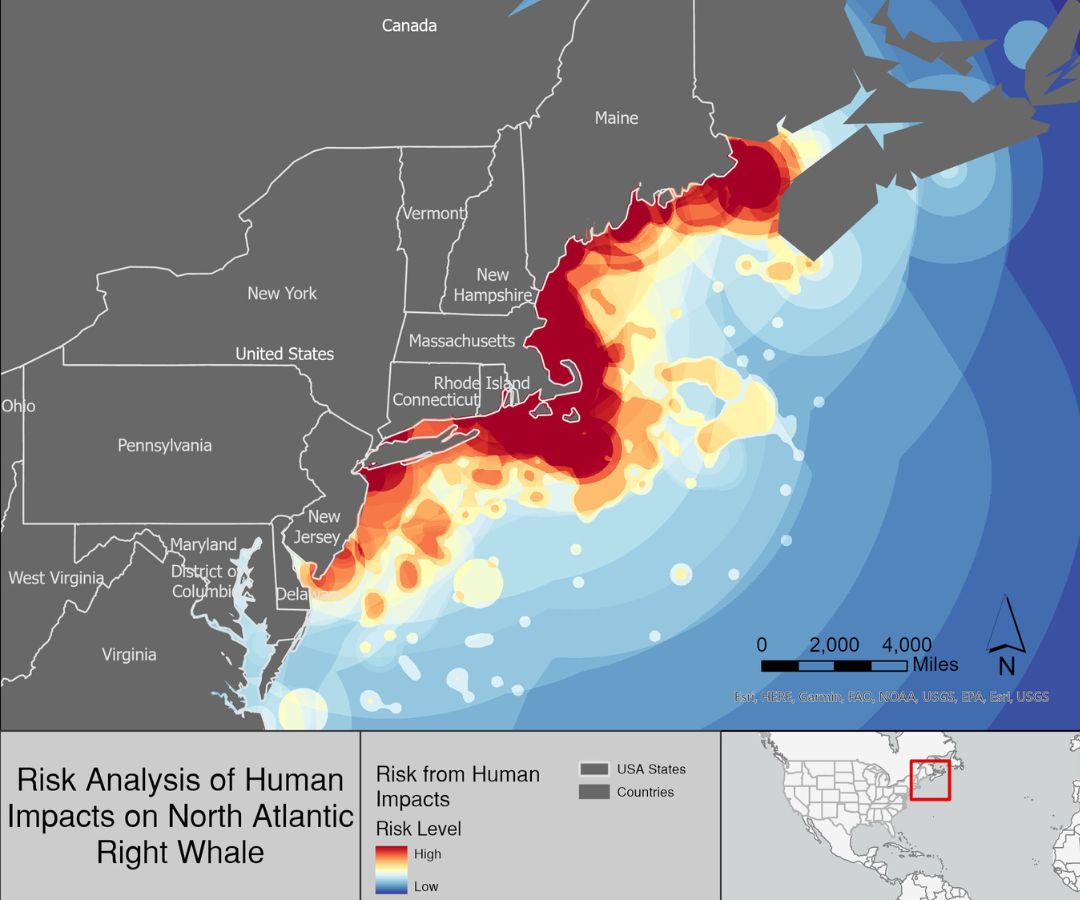 Canada
Maine
Vermont
New
Hampshire
New York
Massachusetts
United States
Rhode Island
Connecticut
Ohio
Pennsylvania
New
Jersey
Maryland
District o
Columbi
West Virginia
Dela
Virginia
0 2,000 4,000
Miles
N
Esri, HERE, Garmin, FAO, NOAA, USGS, EPA, Esri, USGS
Risk Analysis of Human
Impacts on North Atlantic
Right Whale
Risk from Human
Impacts
Risk Level
High
Low
USA States
Countries